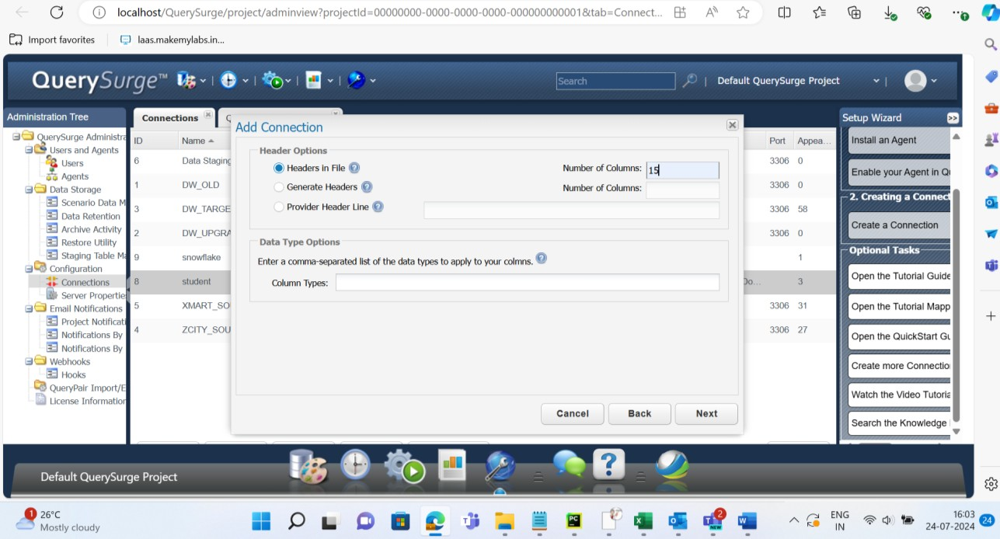 localhost/QuerySurge/project/adminview?projectId=00000000-0000-0000-0000-000000000001&tab=Connect...
Import favorites
laas.makemylabs.in...
QuerySurge™
Search
Default QuerySurge Project
Administration Tree
QuerySurge Administra
Users and Agents
Users
Agents
Data Storage
Scenario Data M
Data Retention
Archive Activity
Restore Utility
Staging Table Ma
Configuration
Connections
Server Propertie
Email Notifications
Project Notificati
Notifications By
Notifications By
Webhooks
Hooks
QueryPair Import/E
License Information
Connections
ID Name Port Appea...
6 Data Staging 3306 0
1 DW_OLD 3306 0
3 DW_TARGE 3306 58
2 DW_UPGRA 3306 0
9 snowflake 1
8 student Do... 3
5 XMART_SO 3306 31
4 ZCITY_SOU 3306 27
Add Connection
Header Options
Headers in File ? Number of Columns: 15
Generate Headers ? Number of Columns:
Provider Header Line ?
Data Type Options
Enter a comma-separated list of the data types to apply to your colmns. ?
Column Types:
Cancel Back Next
Setup Wizard >>
Install an Agent
Enable your Agent in Qu
2. Creating a Connect
Create a Connection
Optional Tasks
Open the Tutorial Guide
Open the Tutorial Mapp
Open the QuickStart Gu
Create more Connectio
Watch the Video Tutoria
Search the Knowledge
Default QuerySurge Project
?
1
26°C
Mostly cloudy
PC
2
NEW
ENG
IN
16:03
24-07-2024
24